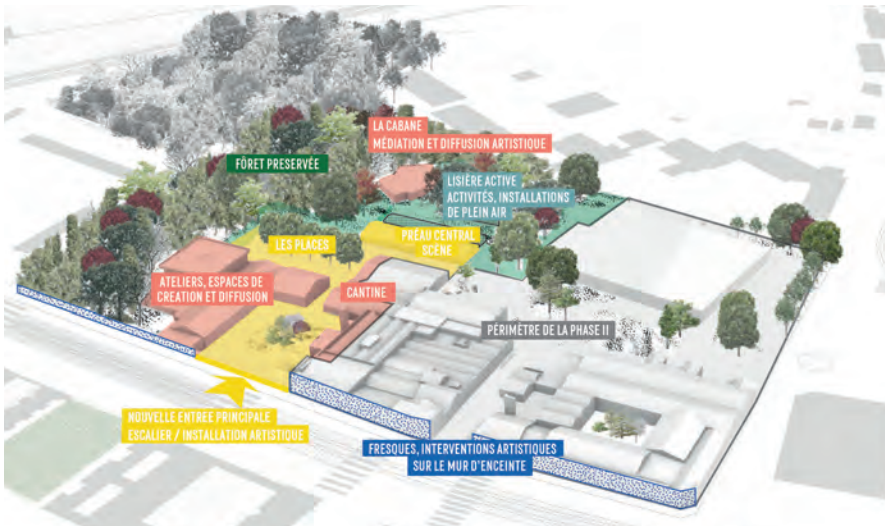 LA CABANE
MÉDIATION ET DIFFUSION ARTISTIQUE
FÔRET PRESERVÉE
LISIÈRE ACTIVE
ACTIVITÉS, INSTALLATIONS
DE PLEIN AIR
LES PLACES
PRÉAU CENTRAL
SCÈNE
ATELIERS, ESPACES DE
CREATION ET DIFFUSION
CANTINE
PÉRIMÈTRE DE LA PHASE II
NOUVELLE ENTRÉE PRINCIPALE
ESCALIER / INSTALLATION ARTISTIQUE
FRESQUES, INTERVENTIONS ARTISTIQUES
SUR LE MUR D'ENCEINTE